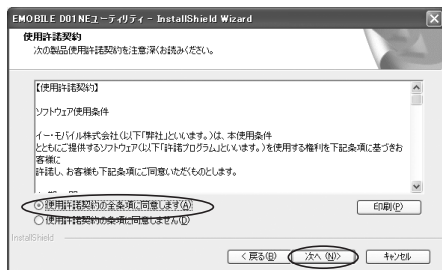 EMOBILE D01NEユーティリティ - InstallShield Wizard
使用許諾契約
次の製品使用許諾契約を注意深くお読みください。
【使用許諾契約】
ソフトウェア使用条件
イー・モバイル株式会社(以下「弊社」といいます。)は、本使用条件
とともにご提供するソフトウェア(以下「許諾プログラム」といいます。)を使用する権利を下記条項に基づきお
客様に
許諾し、お客様も下記条項にご同意いただくものとします。
使用許諾契約の全条項に同意します(A)
使用許諾契約の条項に同意しません(D)
印刷(P)
InstallShield
< 戻る(B)
次へ (N)>
キャンセル